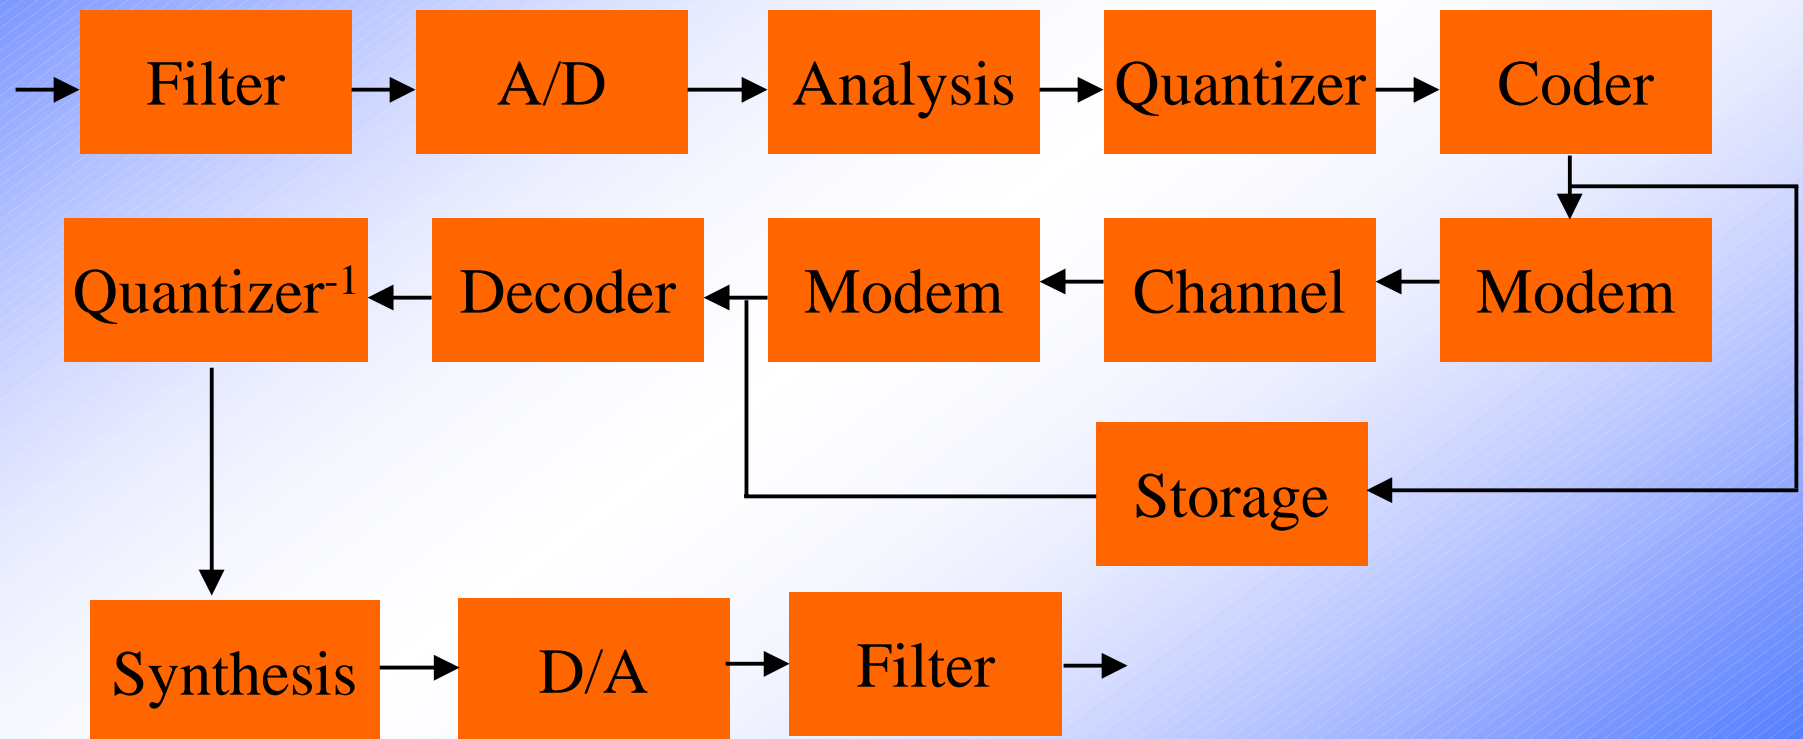 Filter
A/D
Analysis
Quantizer
Coder
Quantizer⁻¹
Decoder
Modem
Channel
Modem
Storage
Synthesis
D/A
Filter